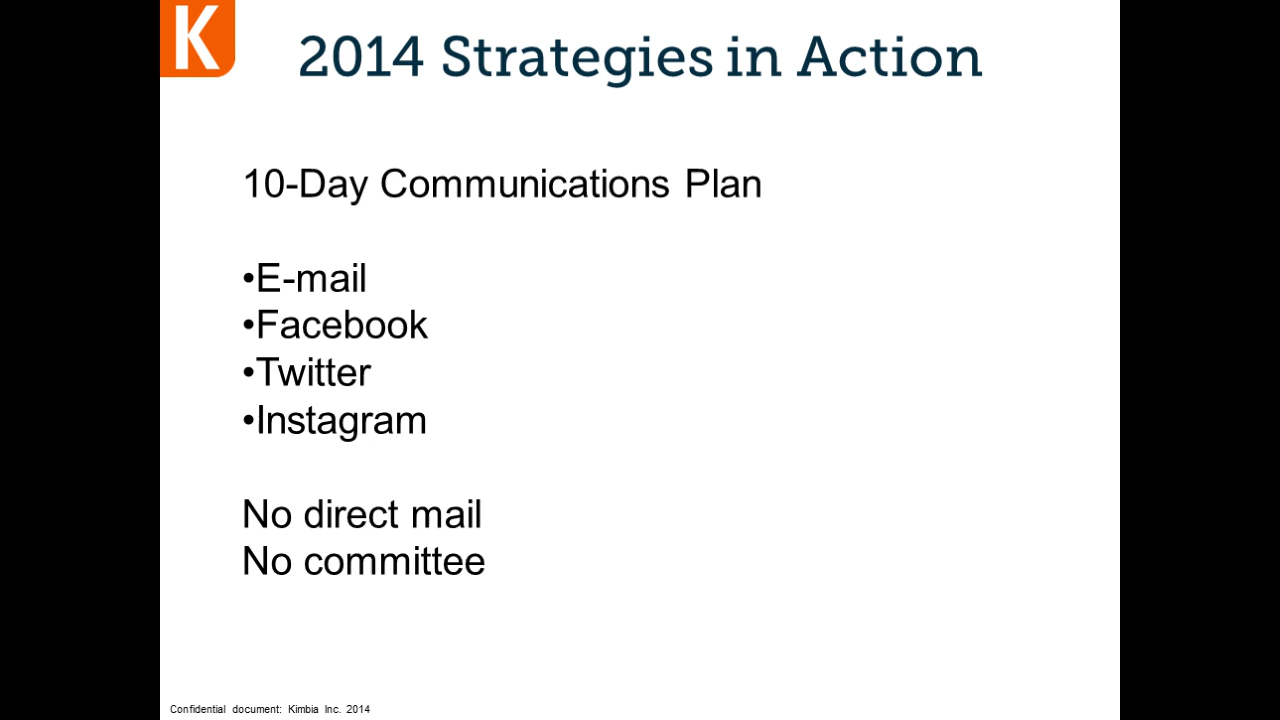 K
2014 Strategies in Action
10-Day Communications Plan
•E-mail
•Facebook
•Twitter
•Instagram
No direct mail
No committee
Confidential document: Kimbia Inc. 2014